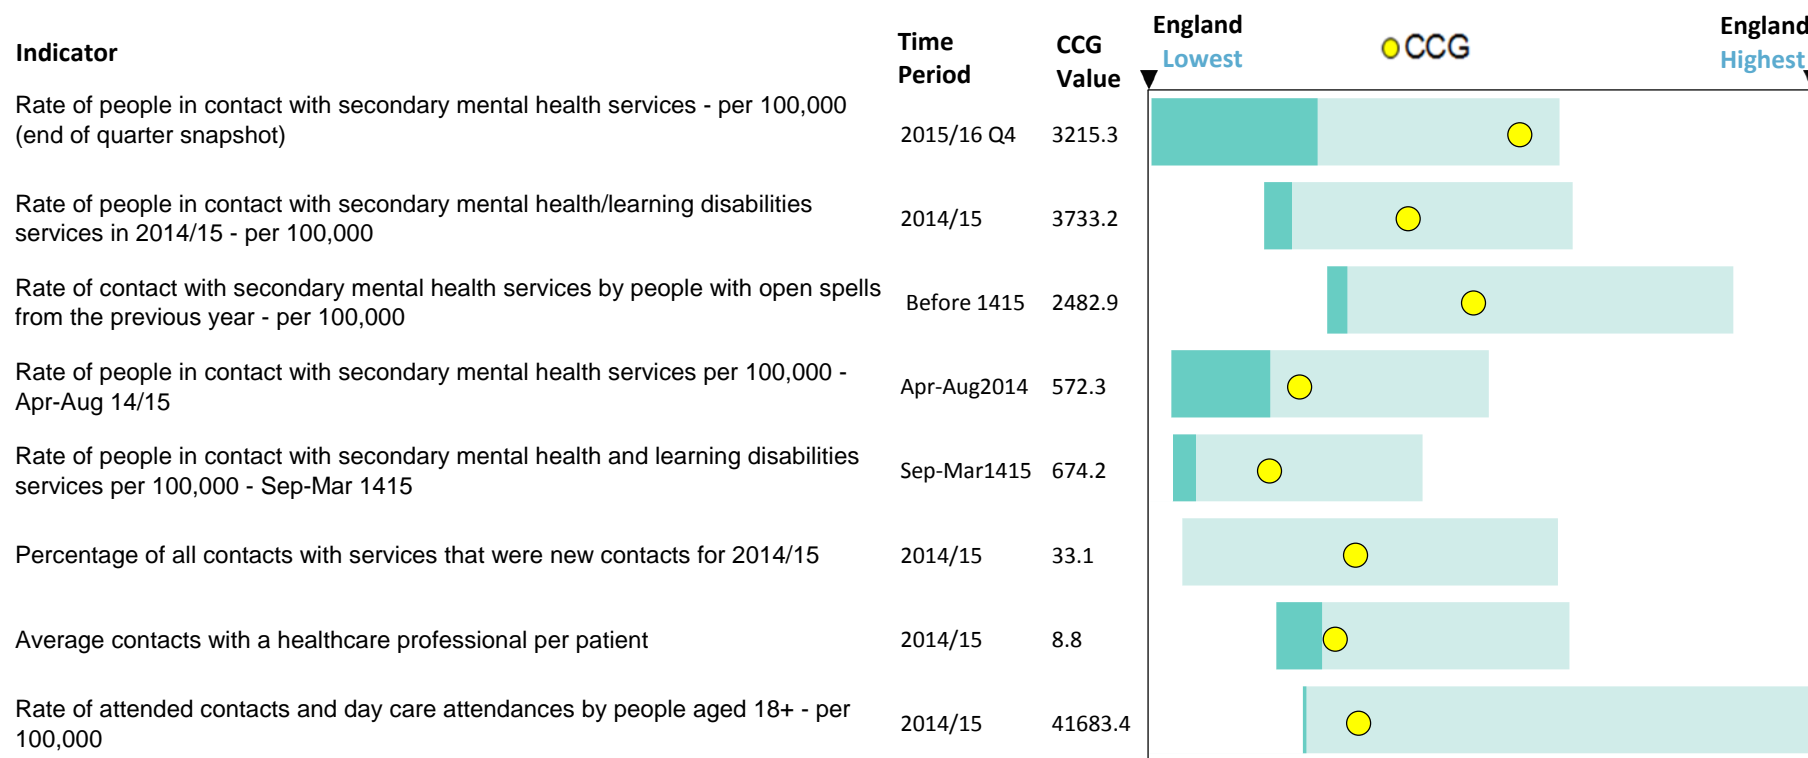 Indicator
Time
Period
CCG
Value
England
Lowest
CCG
England
Highest
Rate of people in contact with secondary mental health services - per 100,000
(end of quarter snapshot)
2015/16 Q4
3215.3
Rate of people in contact with secondary mental health/learning disabilities
services in 2014/15 - per 100,000
2014/15
3733.2
Rate of contact with secondary mental health services by people with open spells
from the previous year - per 100,000
Before 1415
2482.9
Rate of people in contact with secondary mental health services per 100,000 -
Apr-Aug 14/15
Apr-Aug2014
572.3
Rate of people in contact with secondary mental health and learning disabilities
services per 100,000 - Sep-Mar 1415
Sep-Mar1415
674.2
Percentage of all contacts with services that were new contacts for 2014/15
2014/15
33.1
Average contacts with a healthcare professional per patient
2014/15
8.8
Rate of attended contacts and day care attendances by people aged 18+ - per
100,000
2014/15
41683.4